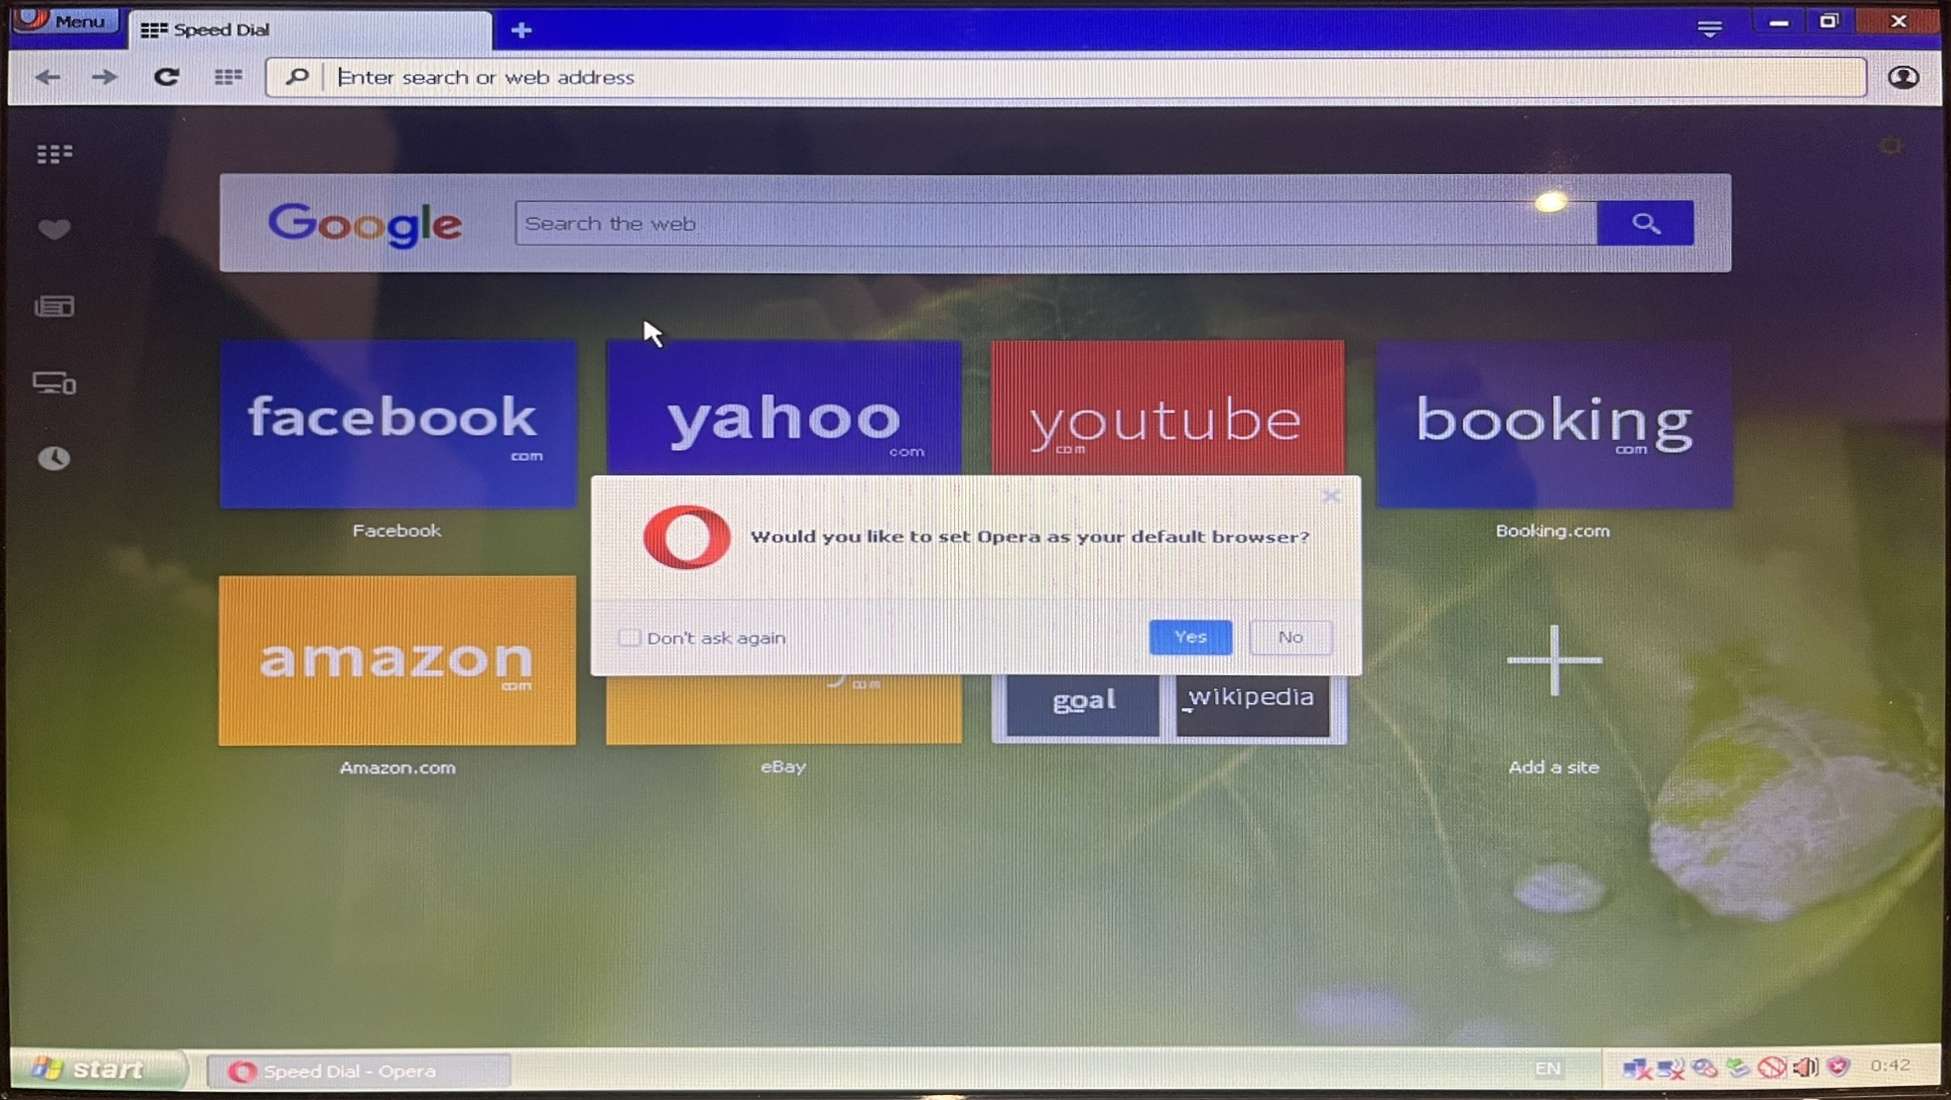 Menu
Speed Dial
Enter search or web address
Google
Search the web
facebook
com
yahoo
com
youtube
com
booking
com
Facebook
Booking.com
Would you like to set Opera as your default browser?
Don't ask again
Yes
No
amazon
com
com
goal
wikipedia
Amazon.com
eBay
Add a site
start
Speed Dial - Opera
EN
0:42